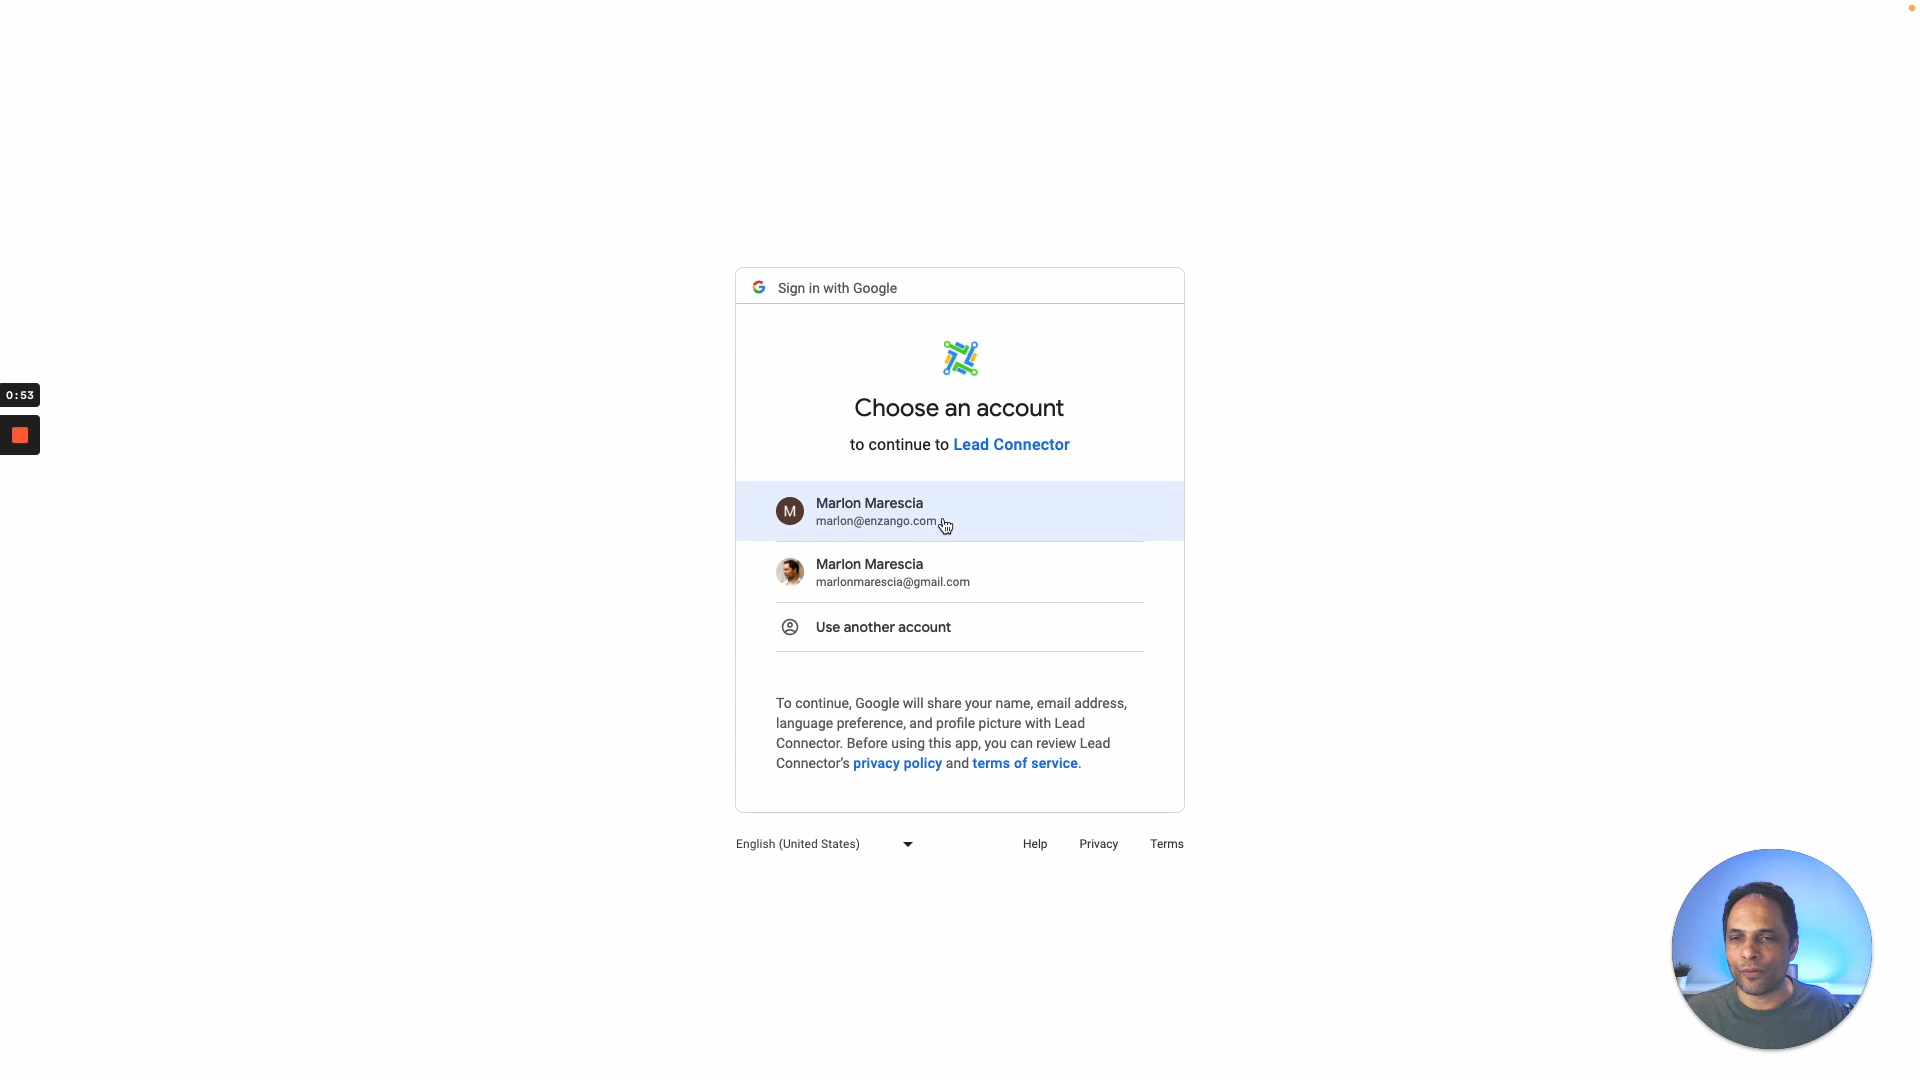 Sign in with Google
Choose an account
to continue to Lead Connector
0:53
M
Marlon Marescia
marlon@enzango.com
Marlon Marescia
marlonmarescia@gmail.com
Use another account
To continue, Google will share your name, email address,
language preference, and profile picture with Lead
Connector. Before using this app, you can review Lead
Connector's privacy policy and terms of service.
English (United States)
Help
Privacy
Terms